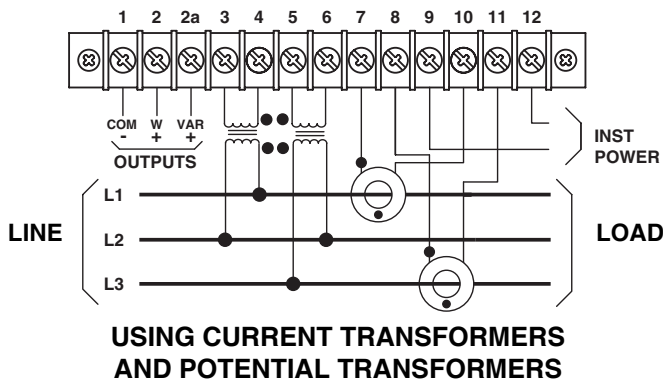 1 2 2a 3 4 5 6 7 8 9 10 11 12
COM W VAR
- + +
OUTPUTS
INST
POWER
L1
LINE L2 LOAD
L3
USING CURRENT TRANSFORMERS
AND POTENTIAL TRANSFORMERS